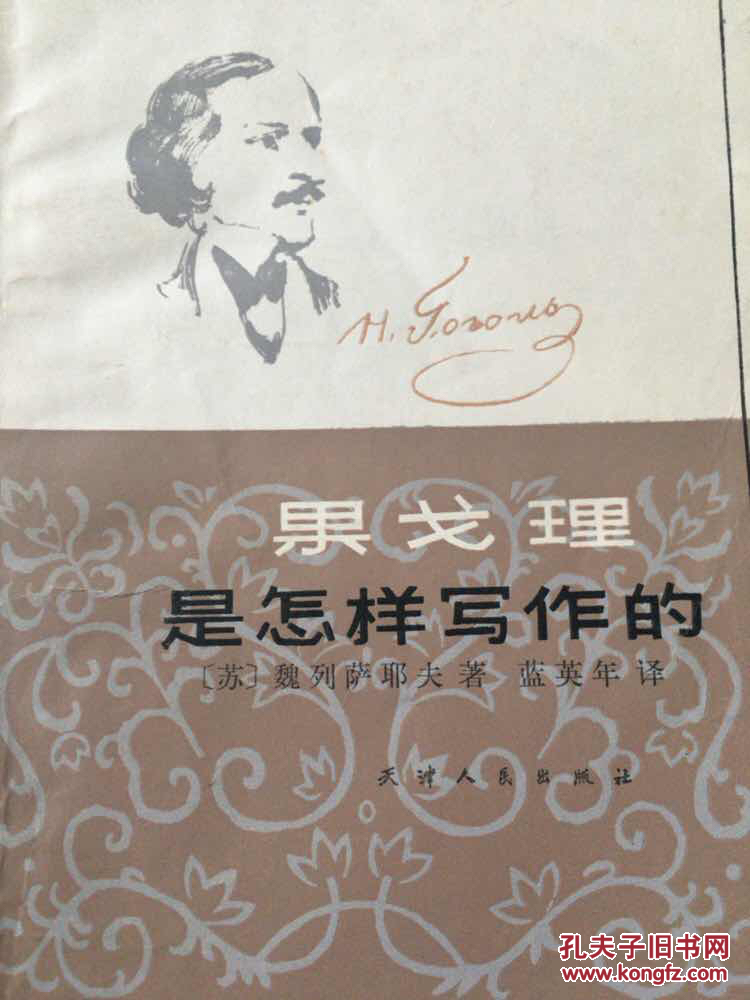 Н. Гоголь
果戈理
是怎样写作的
〔苏〕魏列萨耶夫著 蓝英年译
天津人民出版社
孔夫子旧书网
www.kongfz.com